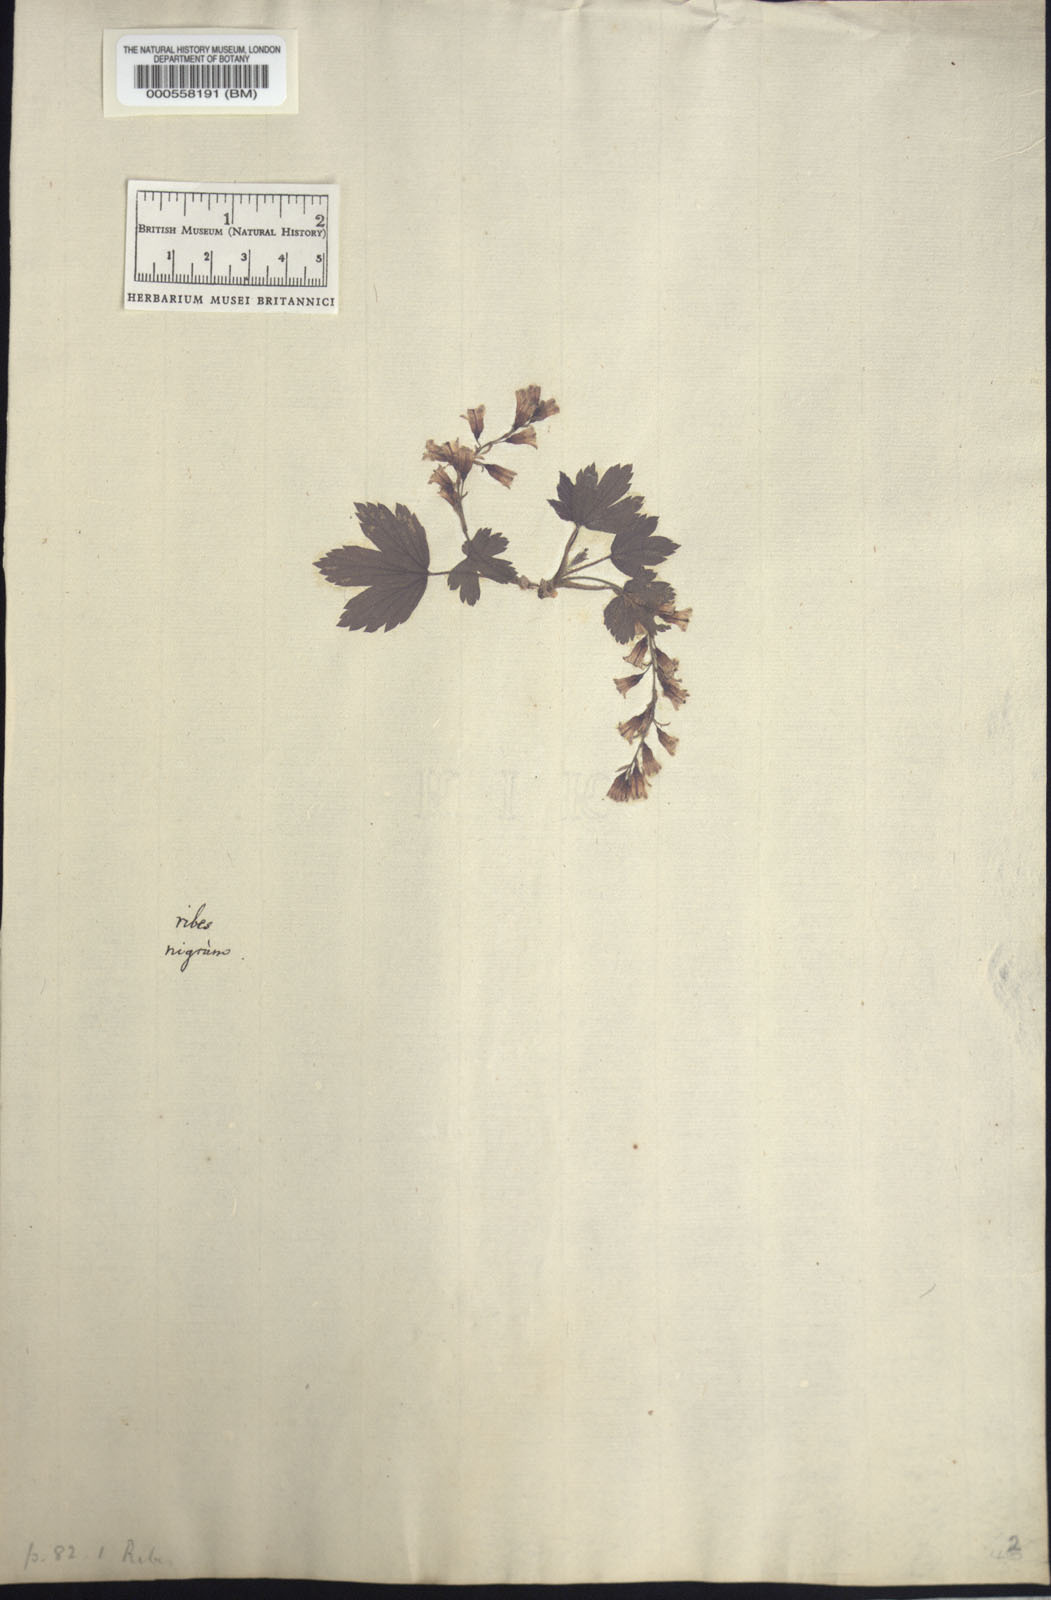 THE NATURAL HISTORY MUSEUM, LONDON
DEPARTMENT OF BOTANY
000558191 (BM)
1 2
BRITISH MUSEUM (NATURAL HISTORY)
1 2 3 4 5
HERBARIUM MUSEI BRITANNICI
ribes
nigrum.
p. 82. 1 Ribes
2